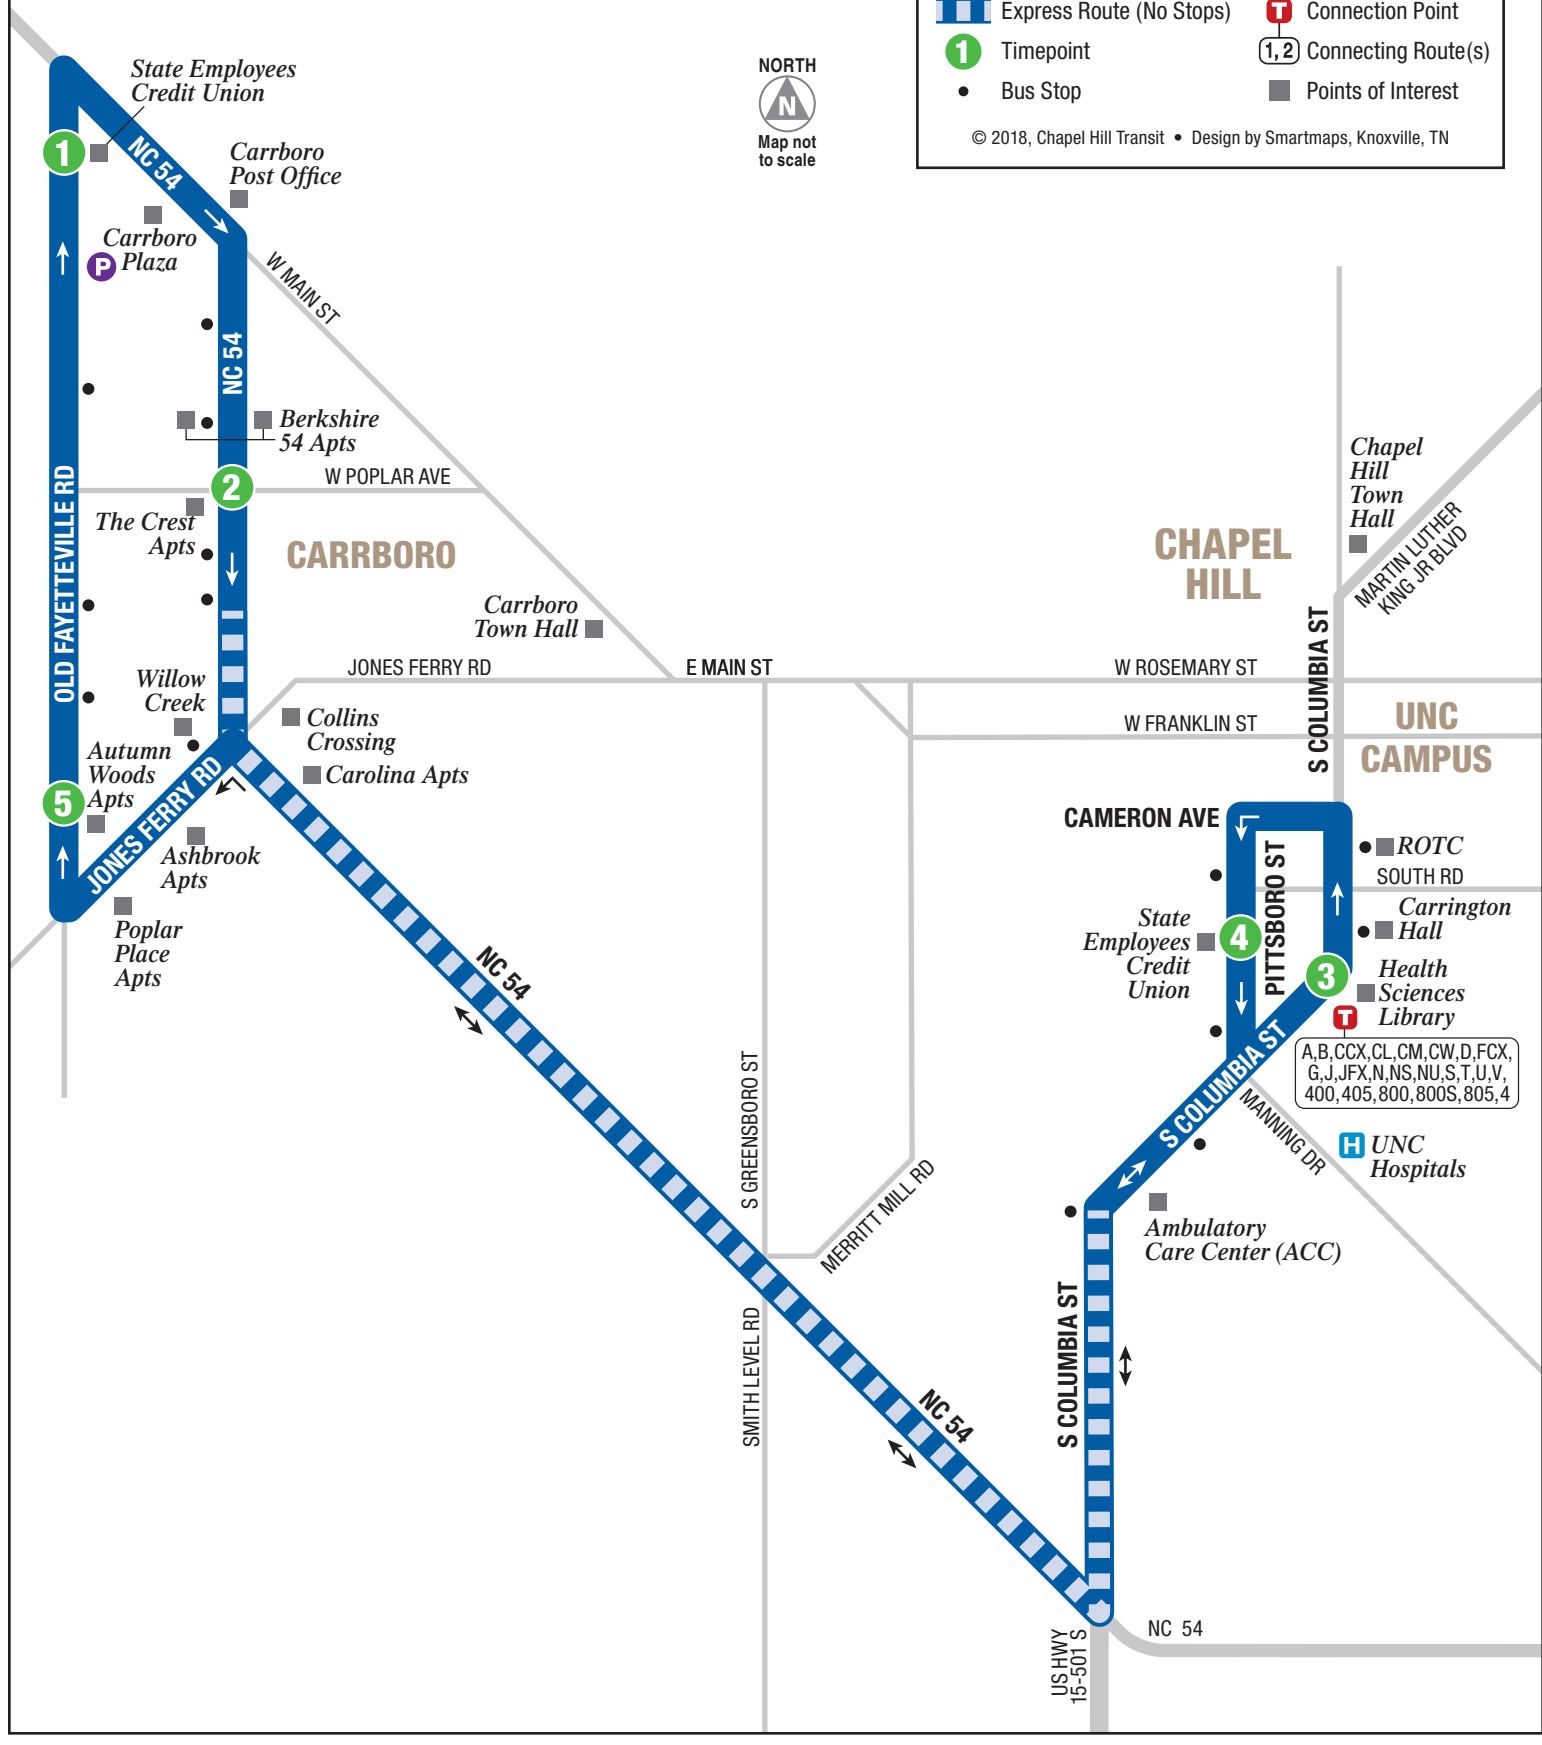 Express Route (No Stops)
T Connection Point
1 Timepoint
1, 2 Connecting Route(s)
Bus Stop
Points of Interest
© 2018, Chapel Hill Transit • Design by Smartmaps, Knoxville, TN
NORTH
N
Map not
to scale
State Employees
Credit Union
1
NC 54
Carrboro
Post Office
Carrboro
Plaza
P
W MAIN ST
NC 54
Berkshire
54 Apts
2
W POPLAR AVE
The Crest
Apts
OLD FAYETTEVILLE RD
CARRBORO
Carrboro
Town Hall
CHAPEL
HILL
Chapel
Hill
Town
Hall
MARTIN LUTHER
KING JR BLVD
S COLUMBIA ST
JONES FERRY RD
E MAIN ST
W ROSEMARY ST
W FRANKLIN ST
UNC
CAMPUS
Willow
Creek
Collins
Crossing
Carolina Apts
Autumn
Woods
Apts
5
JONES FERRY RD
Ashbrook
Apts
Poplar
Place
Apts
CAMERON AVE
PITTSBORO ST
ROTC
SOUTH RD
Carrington
Hall
State
Employees
Credit
Union
4
3
Health
Sciences
Library
T
A,B,CCX,CL,CM,CW,D,FCX,
G,J,JFX,N,NS,NU,S,T,U,V,
400,405,800,800S,805,4
NC 54
S COLUMBIA ST
MANNING DR
H UNC
Hospitals
Ambulatory
Care Center (ACC)
S GREENSBORO ST
MERRITT MILL RD
SMITH LEVEL RD
S COLUMBIA ST
NC 54
US HWY
15-501 S
NC 54